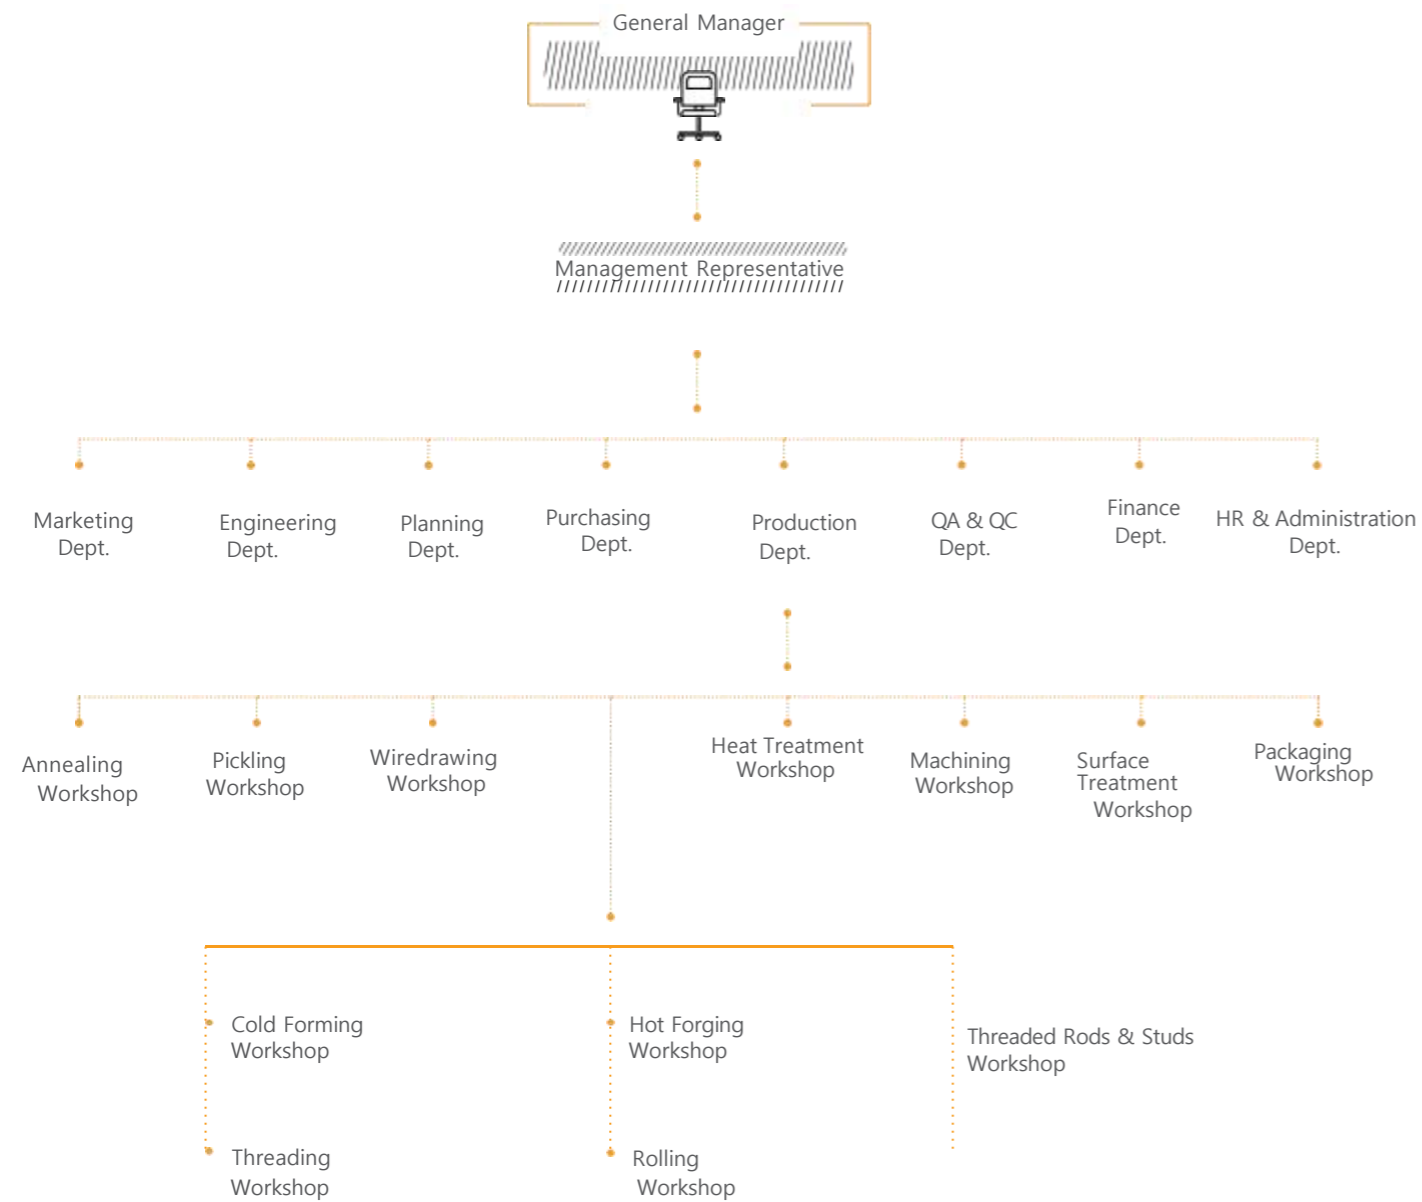 General Manager
Management Representative
Marketing
Dept.
Engineering
Dept.
Planning
Dept.
Purchasing
Dept.
Production
Dept.
QA & QC
Dept.
Finance
Dept.
HR & Administration
Dept.
Annealing
Workshop
Pickling
Workshop
Wiredrawing
Workshop
Heat Treatment
Workshop
Machining
Workshop
Surface
Treatment
Workshop
Packaging
Workshop
Cold Forming
Workshop
Hot Forging
Workshop
Threaded Rods & Studs
Workshop
Threading
Workshop
Rolling
Workshop